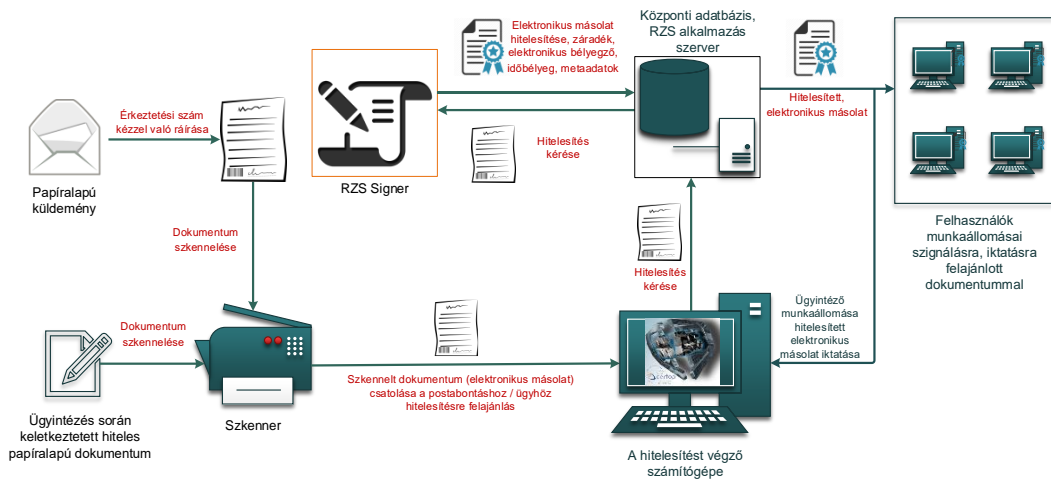 Elektronikus másolat
hitelesítése, záradék,
elektronikus bélyegző,
időbélyeg, metaadatok
Központi adatbázis,
RZS alkalmazás
szerver
Érkeztetési szám
kézzel való ráírása
Hitelesítés
kérése
Hitelesített,
elektronikus másolat
Papíralapú
küldemény
RZS Signer
Felhasználók
munkaállomásai
szignálásra, iktatásra
felajánlott
dokumentummal
Dokumentum
szkennelése
Hitelesítés
kérése
Dokumentum
szkennelése
Ügyintéző
munkaállomása
hitelesített
elektronikus
másolat iktatása
Szkennelt dokumentum (elektronikus másolat)
csatolása a postabontáshoz / ügyhöz
hitelesítésre felajánlás
Ügyintézés során
keletkeztetett hiteles
papíralapú dokumentum
Szkenner
A hitelesítést végző
számítógépe